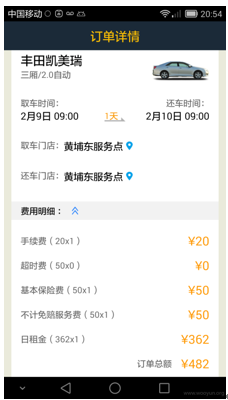 中国移动 20:54
订单详情
丰田凯美瑞
三厢/2.0自动
取车时间： 还车时间：
2月9日 09:00 1天 2月10日 09:00
取车门店： 黄埔东服务点
还车门店： 黄埔东服务点
费用明细：
手续费（20x1） ¥20
超时费（50x0） ¥0
基本保险费（50x1） ¥50
不计免赔服务费（50x1） ¥50
日租金（362x1） ¥362
订单总额 ¥482